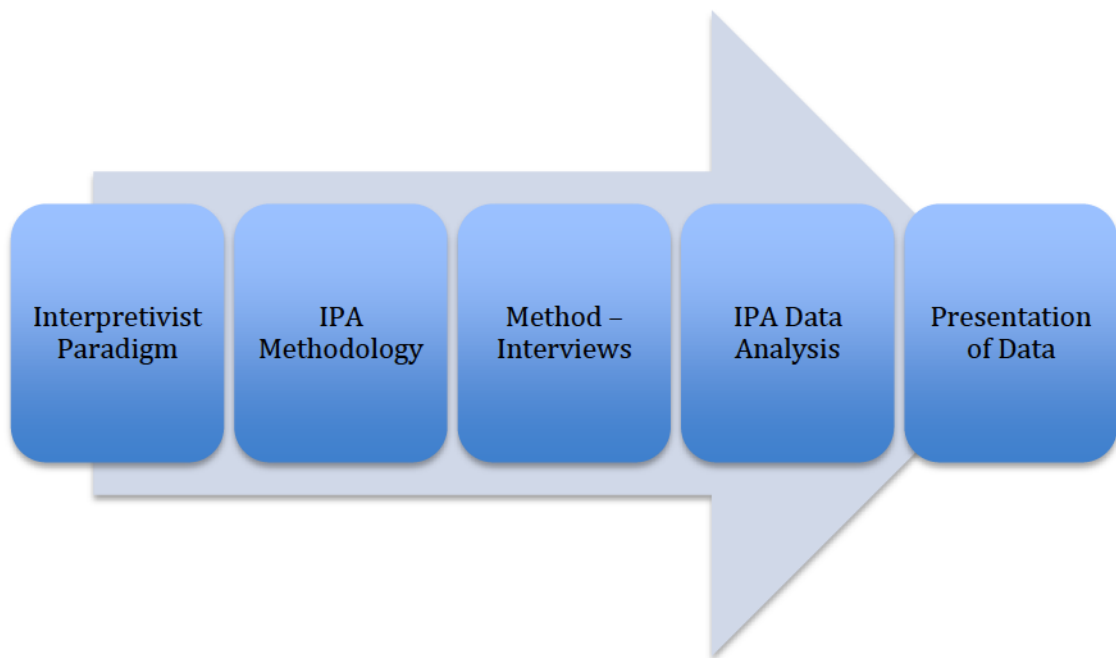 Interpretivist
Paradigm
IPA
Methodology
Method –
Interviews
IPA Data
Analysis
Presentation
of Data